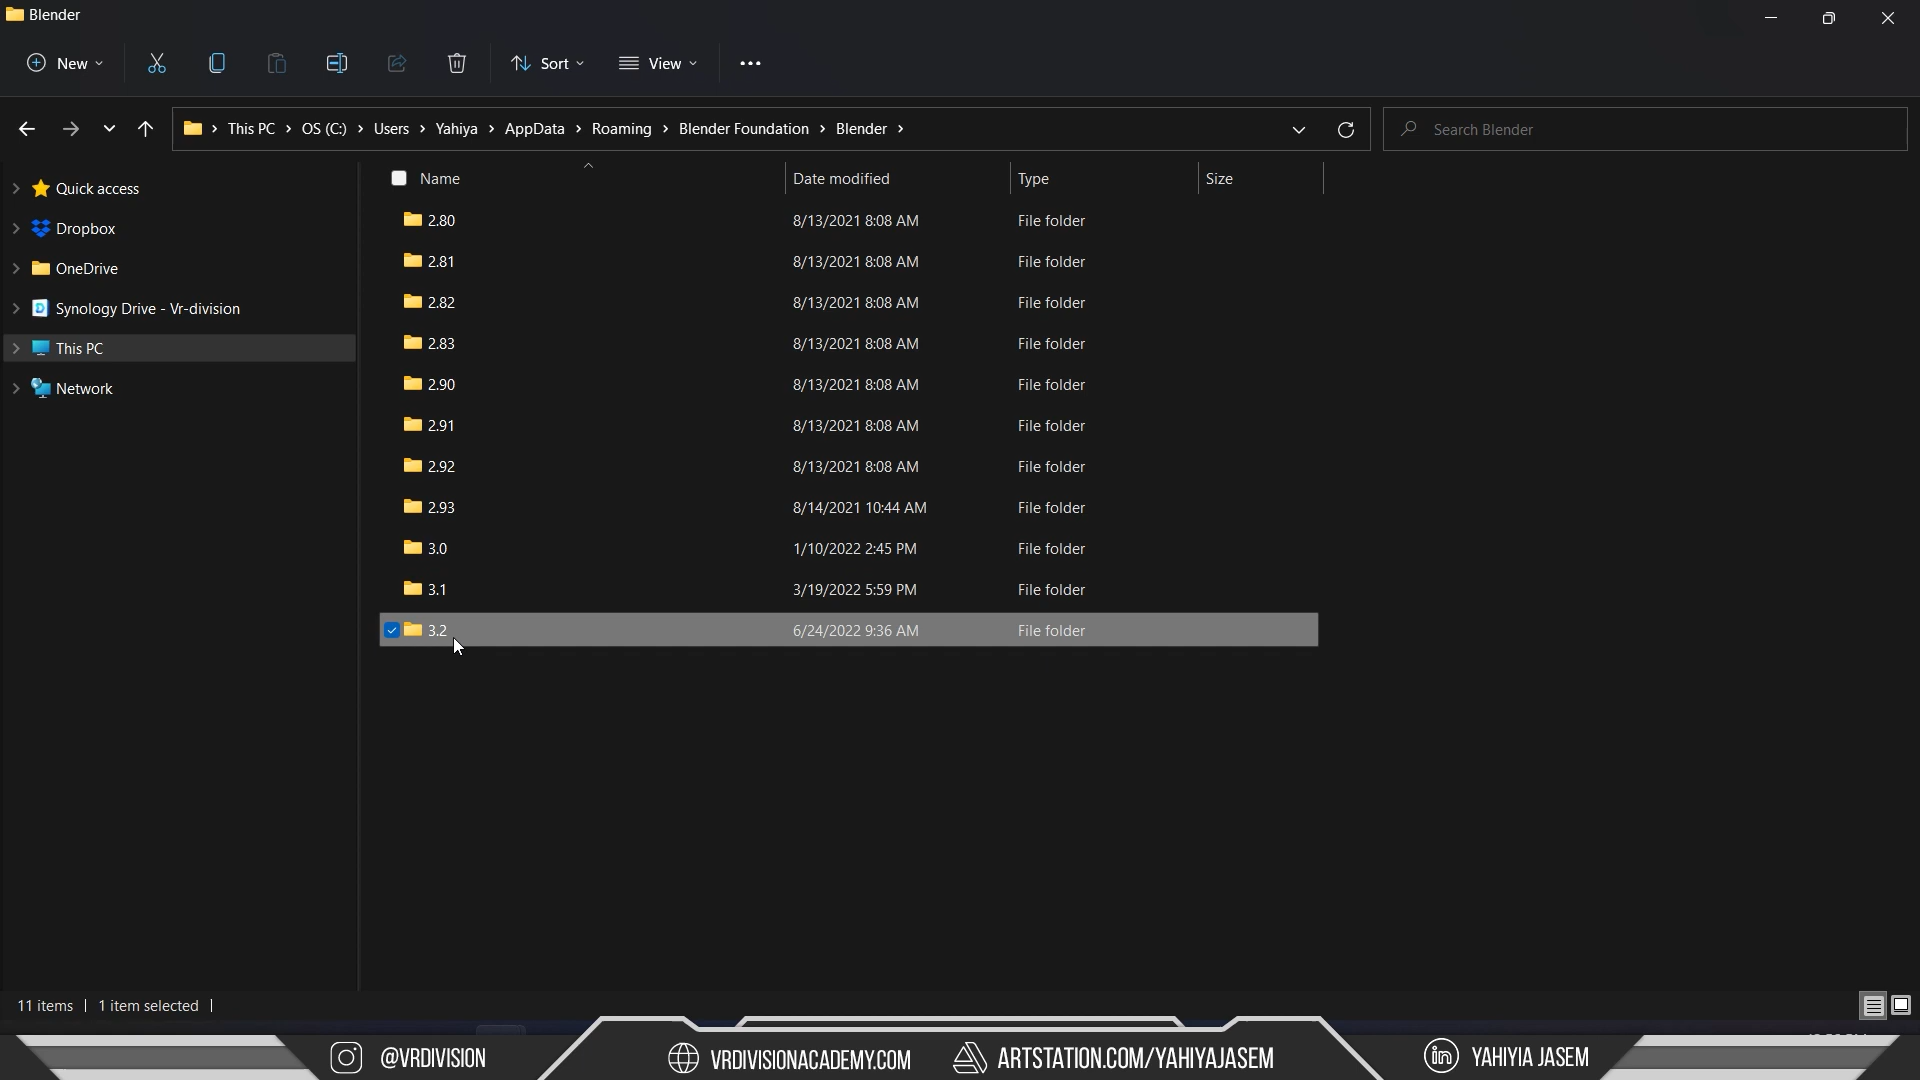 Blender
New Sort View
This PC OS (C:) Users Yahiya AppData Roaming Blender Foundation Blender
Search Blender
Quick access
Dropbox
OneDrive
Synology Drive - Vr-division
This PC
Network
Name Date modified Type Size
2.80 8/13/2021 8:08 AM File folder
2.81 8/13/2021 8:08 AM File folder
2.82 8/13/2021 8:08 AM File folder
2.83 8/13/2021 8:08 AM File folder
2.90 8/13/2021 8:08 AM File folder
2.91 8/13/2021 8:08 AM File folder
2.92 8/13/2021 8:08 AM File folder
2.93 8/14/2021 10:44 AM File folder
3.0 1/10/2022 2:45 PM File folder
3.1 3/19/2022 5:59 PM File folder
3.2 6/24/2022 9:36 AM File folder
11 items 1 item selected
@VRDIVISION VRDIVISIONACADEMY.COM ARTSTATION.COM/YAHIYAJASEM in YAHIYIA JASEM